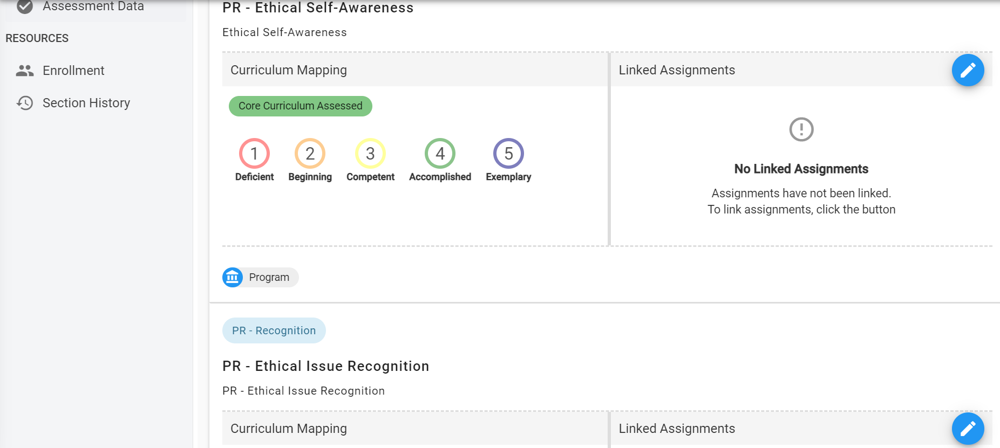 Assessment Data
RESOURCES
Enrollment
Section History
PR - Ethical Self-Awareness
Ethical Self-Awareness
Curriculum Mapping
Core Curriculum Assessed
1 2 3 4 5
Deficient Beginning Competent Accomplished Exemplary
Linked Assignments
No Linked Assignments
Assignments have not been linked.
To link assignments, click the button
Program
PR - Recognition
PR - Ethical Issue Recognition
PR - Ethical Issue Recognition
Curriculum Mapping
Linked Assignments